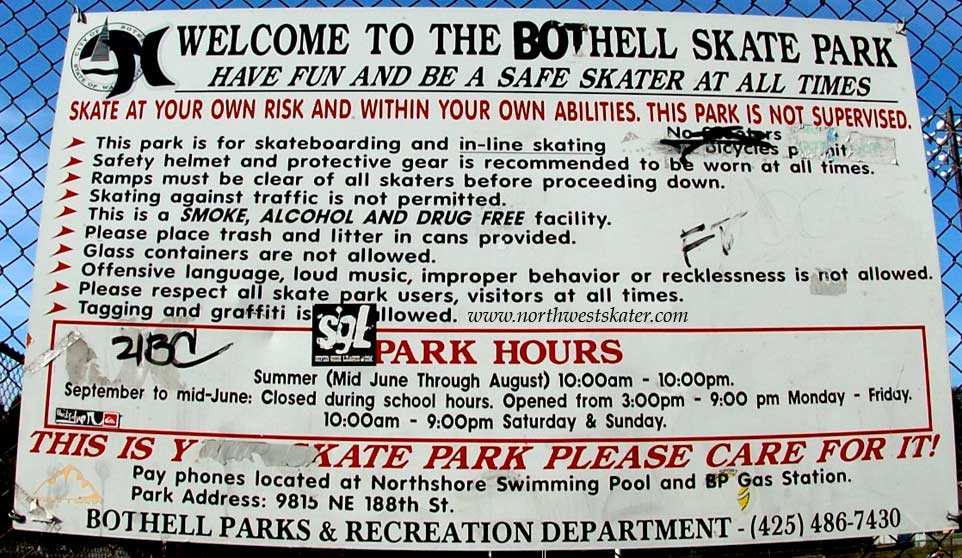 WELCOME TO THE BOTHELL SKATE PARK
HAVE FUN AND BE A SAFE SKATER AT ALL TIMES
SKATE AT YOUR OWN RISK AND WITHIN YOUR OWN ABILITIES. THIS PARK IS NOT SUPERVISED.
This park is for skateboarding and in-line skating No
Bicycles
Safety helmet and protective gear is recommended to be worn at all times.
Ramps must be clear of all skaters before proceeding down.
Skating against traffic is not permitted.
This is a SMOKE, ALCOHOL AND DRUG FREE facility.
Please place trash and litter in cans provided.
Glass containers are not allowed.
Offensive language, loud music, improper behavior or recklessness is not allowed.
Please respect all skate park users, visitors at all times.
Tagging and graffiti is llowed. www.northwestskater.com
sgl
PARK HOURS
Summer (Mid June Through August) 10:00am - 10:00pm.
September to mid-June: Closed during school hours. Opened from 3:00pm - 9:00 pm Monday - Friday.
10:00am - 9:00pm Saturday & Sunday.
THIS IS Y KATE PARK PLEASE CARE FOR IT!
Pay phones located at Northshore Swimming Pool and BP Gas Station.
Park Address: 9815 NE 188th St.
BOTHELL PARKS & RECREATION DEPARTMENT - (425) 486-7430